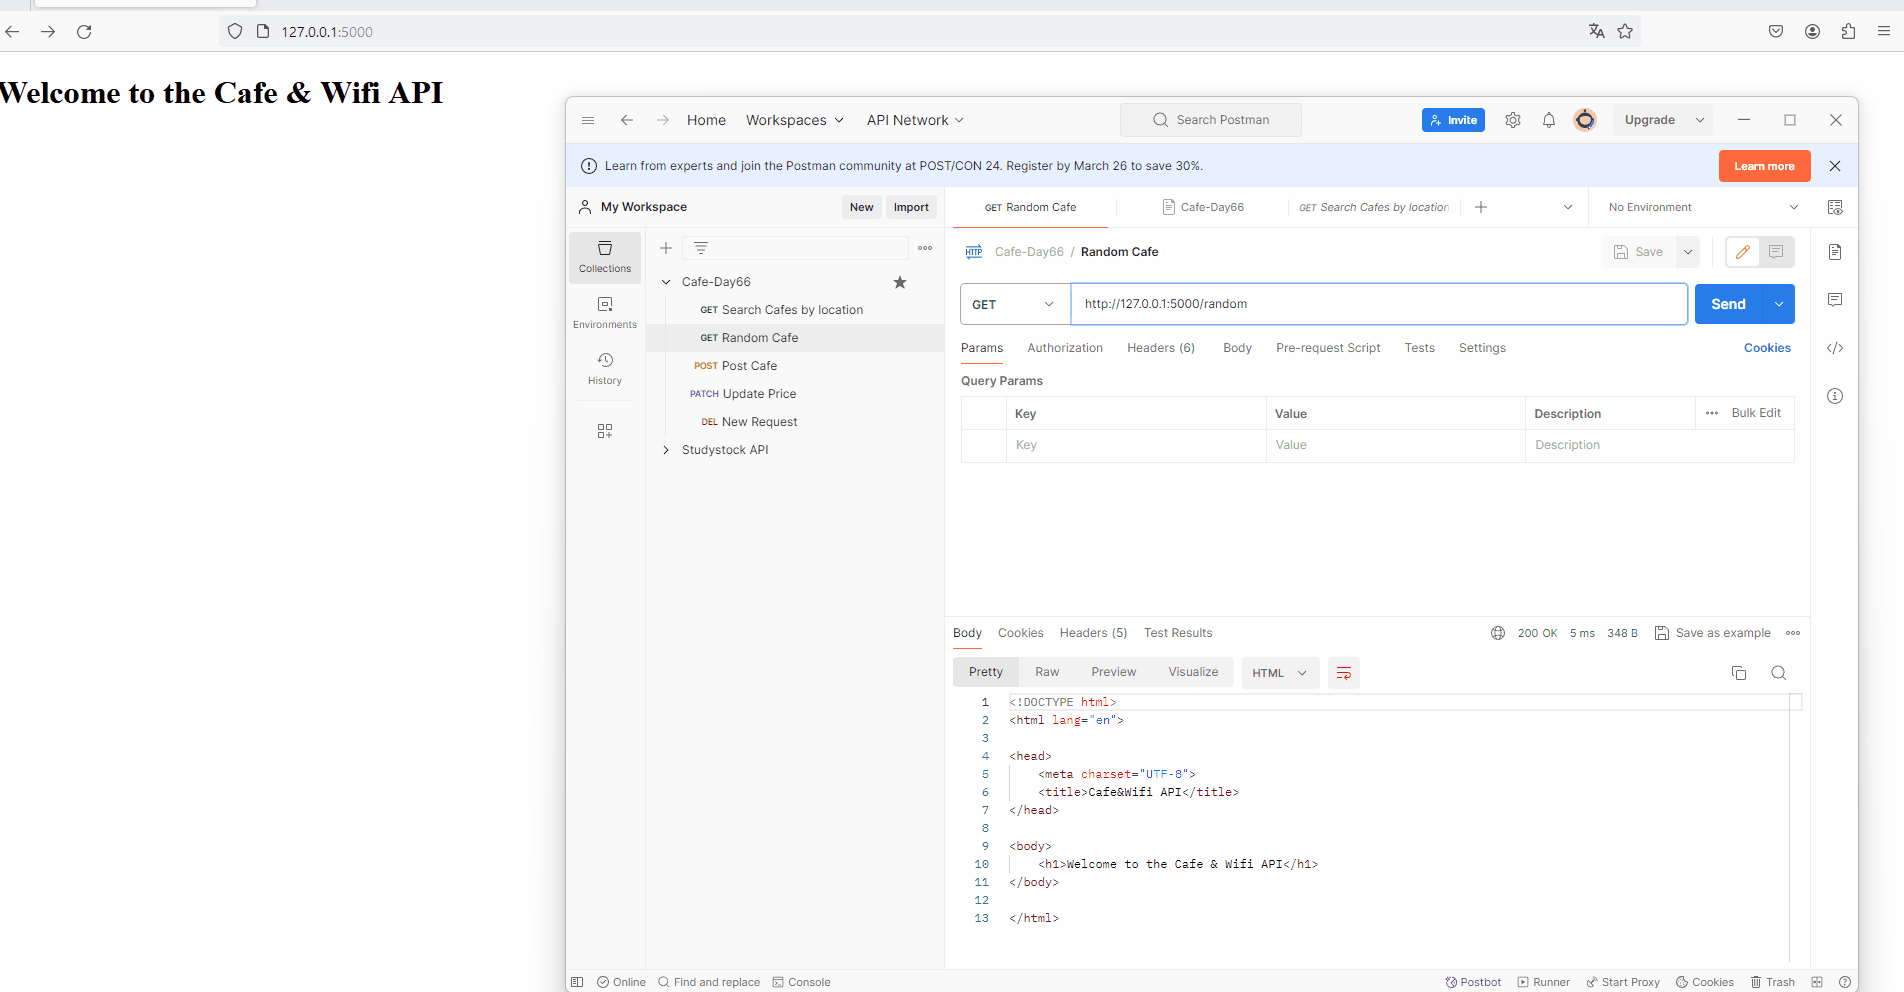 127.0.0.1:5000
Welcome to the Cafe & Wifi API
Home Workspaces API Network Search Postman Invite Upgrade
Learn from experts and join the Postman community at POST/CON 24. Register by March 26 to save 30%. Learn more
My Workspace New Import
GET Random Cafe Cafe-Day66 GET Search Cafes by location No Environment
Collections
Environments
History
Cafe-Day66
GET Search Cafes by location
GET Random Cafe
POST Post Cafe
PATCH Update Price
DEL New Request
Studystock API
HTTP Cafe-Day66 / Random Cafe Save
GET http://127.0.0.1:5000/random Send
Params Authorization Headers (6) Body Pre-request Script Tests Settings Cookies
Query Params
Key Value Description ••• Bulk Edit
Key Value Description
Body Cookies Headers (5) Test Results 200 OK 5 ms 348 B Save as example
Pretty Raw Preview Visualize HTML
1 <!DOCTYPE html>
2 <html lang="en">
3
4 <head>
5 <meta charset="UTF-8">
6 <title>Cafe&Wifi API</title>
7 </head>
8
9 <body>
10 <h1>Welcome to the Cafe & Wifi API</h1>
11 </body>
12
13 </html>
Online Find and replace Console Postbot Runner Start Proxy Cookies Trash